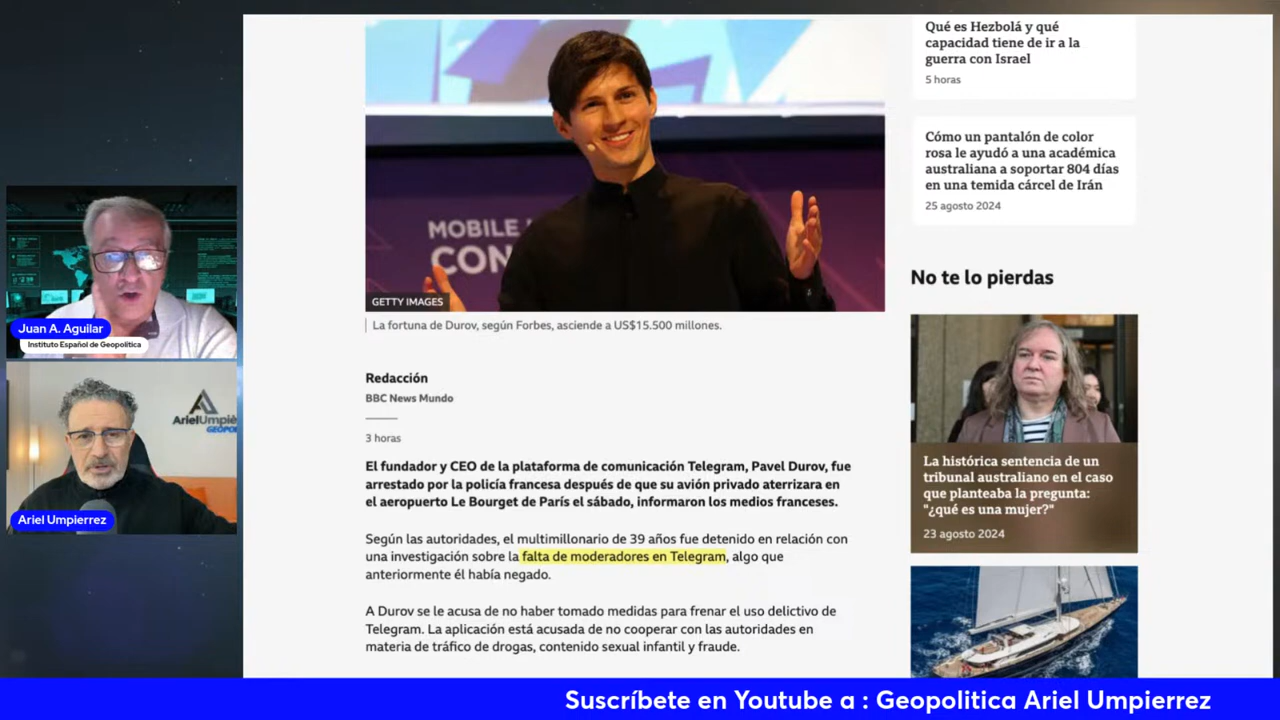 Juan A. Aguilar
Instituto Español de Geopolítica
ArielUmpiè
GEOPOL
Ariel Umpierrez
MOBILE
CON
GETTY IMAGES
La fortuna de Durov, según Forbes, asciende a US$15.500 millones.
Redacción
BBC News Mundo
3 horas
El fundador y CEO de la plataforma de comunicación Telegram, Pavel Durov, fue
arrestado por la policía francesa después de que su avión privado aterrizara en
el aeropuerto Le Bourget de París el sábado, informaron los medios franceses.
Según las autoridades, el multimillonario de 39 años fue detenido en relación con
una investigación sobre la falta de moderadores en Telegram, algo que
anteriormente él había negado.
A Durov se le acusa de no haber tomado medidas para frenar el uso delictivo de
Telegram. La aplicación está acusada de no cooperar con las autoridades en
materia de tráfico de drogas, contenido sexual infantil y fraude.
Qué es Hezbolá y qué
capacidad tiene de ir a la
guerra con Israel
5 horas
Cómo un pantalón de color
rosa le ayudó a una académica
australiana a soportar 804 días
en una temida cárcel de Irán
25 agosto 2024
No te lo pierdas
La histórica sentencia de un
tribunal australiano en el caso
que planteaba la pregunta:
"¿qué es una mujer?"
23 agosto 2024
Suscríbete en Youtube a : Geopolitica Ariel Umpierrez